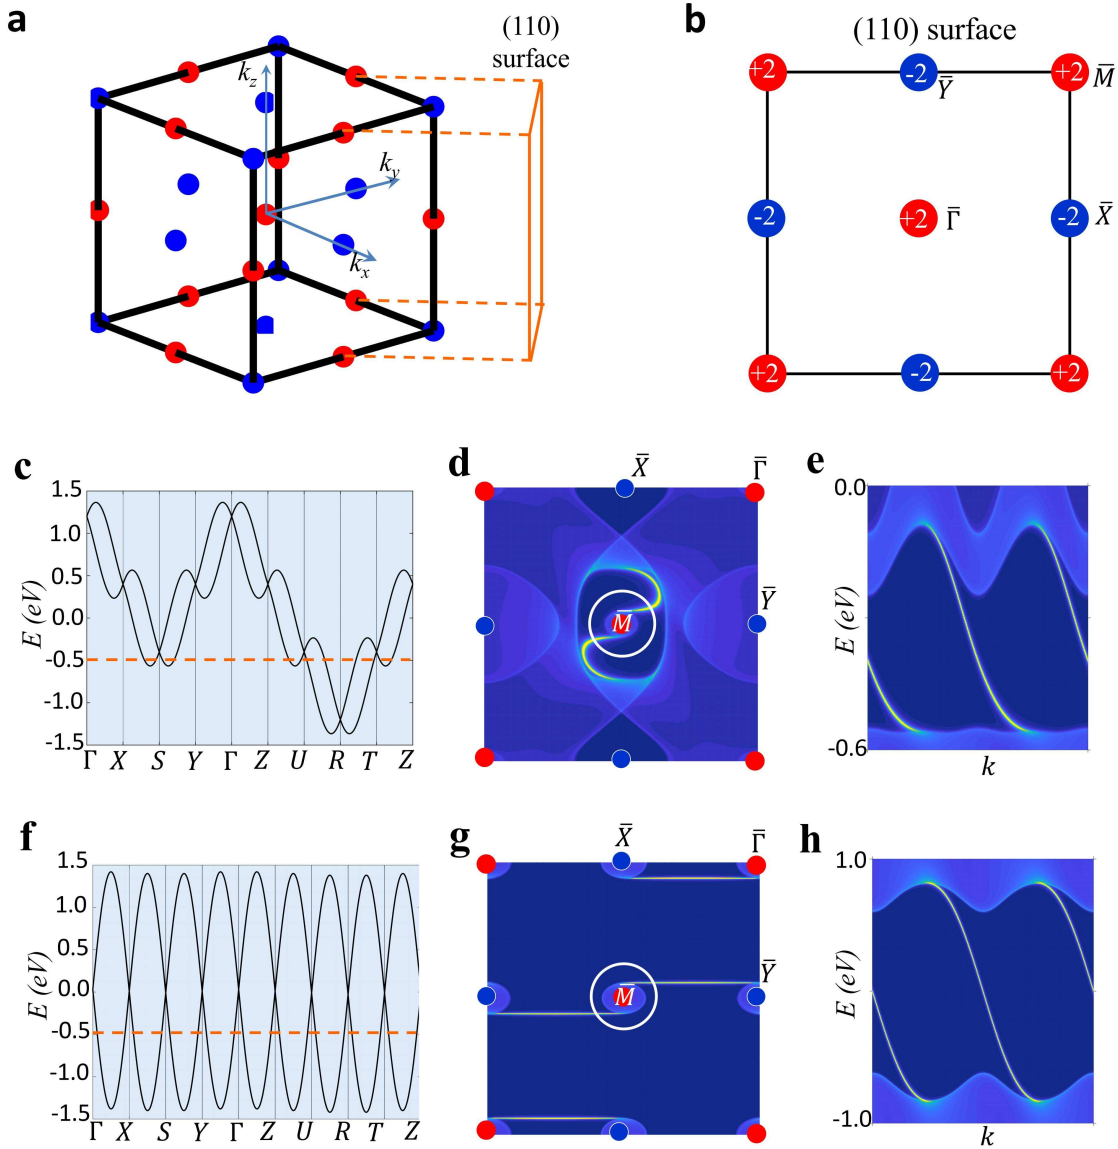 a
(110)
surface
k_z
k_y
k_x
b
(110) surface
+2
-2
Y̅
+2
M̅
-2
+2
Γ̅
-2
X̅
+2
-2
+2
c
1.5
1.0
0.5
0.0
-0.5
-1.0
-1.5
E (eV)
Γ X S Y Γ Z U R T Z
d
X̅
Γ̅
M̅
Y̅
e
0.0
E (eV)
-0.6
k
f
1.5
1.0
0.5
0.0
-0.5
-1.0
-1.5
E (eV)
Γ X S Y Γ Z U R T Z
g
X̅
Γ̅
M̅
Y̅
h
1.0
E (eV)
-1.0
k